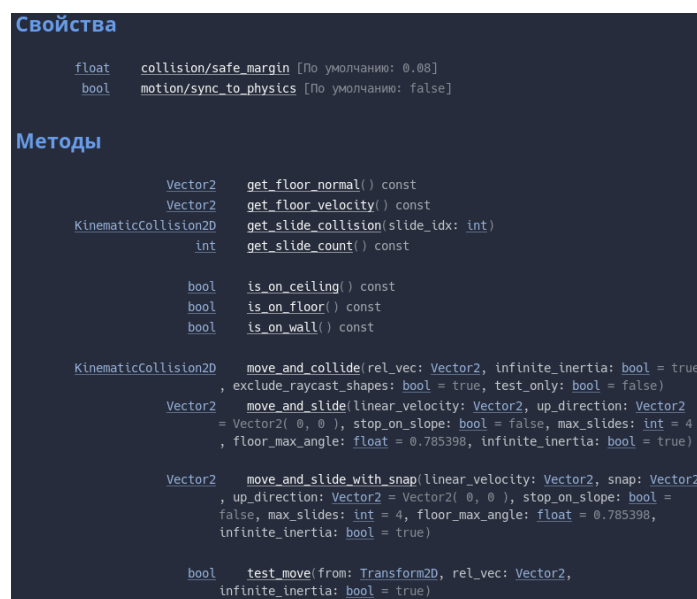 Свойства
float collision/safe_margin [По умолчанию: 0.08]
bool motion/sync_to_physics [По умолчанию: false]
Методы
Vector2 get_floor_normal() const
Vector2 get_floor_velocity() const
KinematicCollision2D get_slide_collision(slide_idx: int)
int get_slide_count() const
bool is_on_ceiling() const
bool is_on_floor() const
bool is_on_wall() const
KinematicCollision2D move_and_collide(rel_vec: Vector2, infinite_inertia: bool = true
, exclude_raycast_shapes: bool = true, test_only: bool = false)
Vector2 move_and_slide(linear_velocity: Vector2, up_direction: Vector2
= Vector2( 0, 0 ), stop_on_slope: bool = false, max_slides: int = 4
, floor_max_angle: float = 0.785398, infinite_inertia: bool = true)
Vector2 move_and_slide_with_snap(linear_velocity: Vector2, snap: Vector2
, up_direction: Vector2 = Vector2( 0, 0 ), stop_on_slope: bool =
false, max_slides: int = 4, floor_max_angle: float = 0.785398,
infinite_inertia: bool = true)
bool test_move(from: Transform2D, rel_vec: Vector2,
infinite_inertia: bool = true)